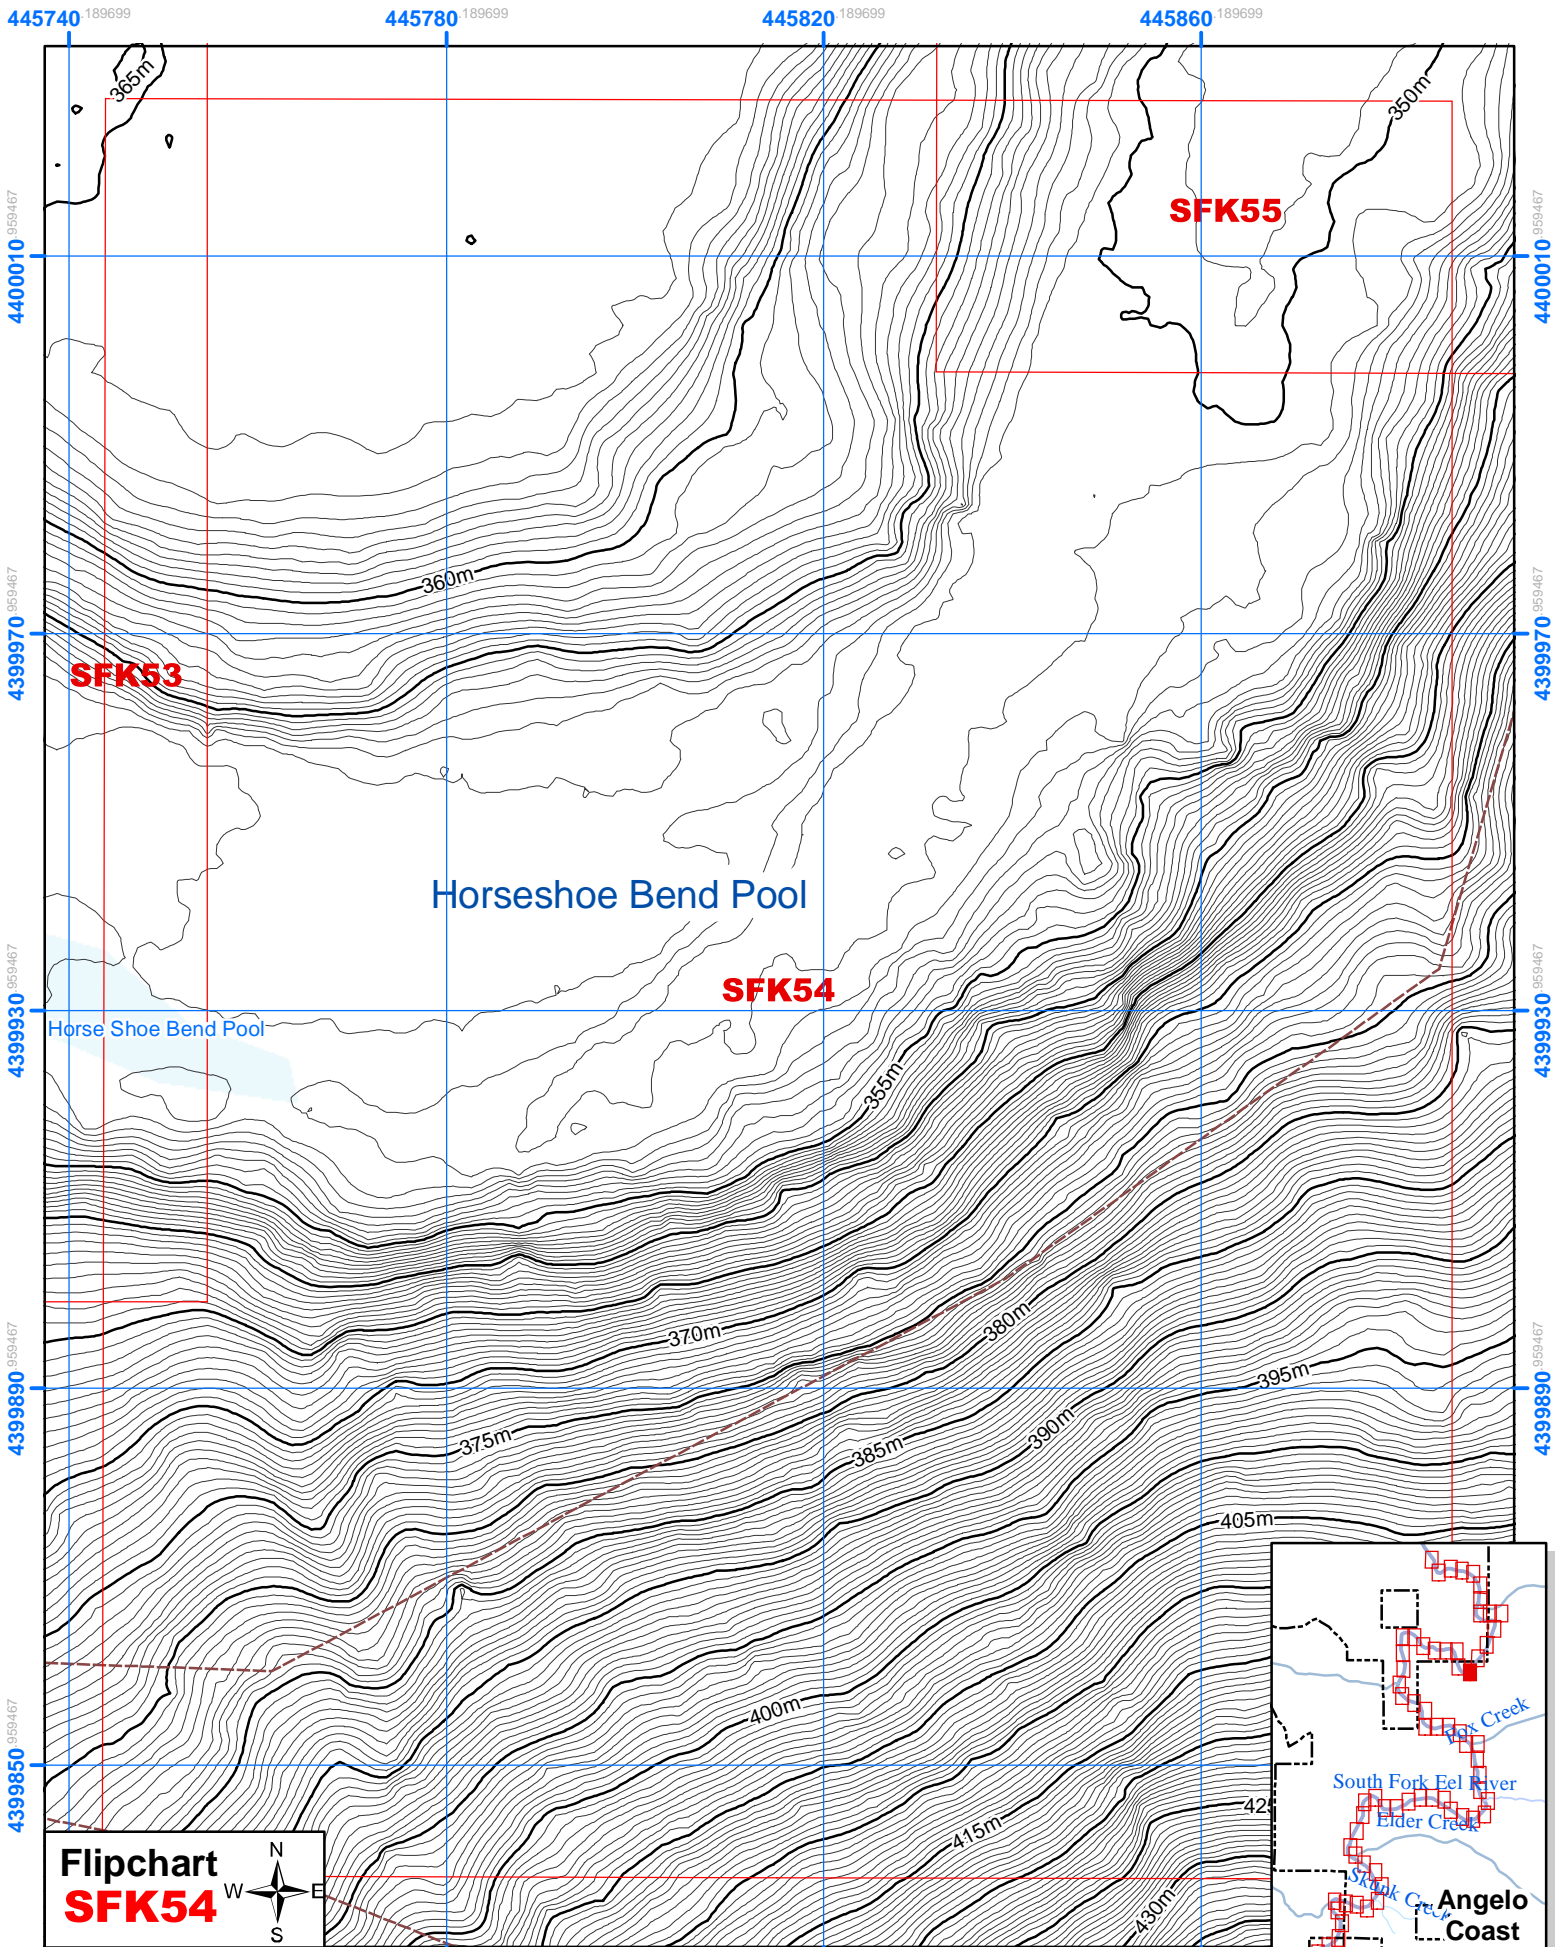 445740 .189699 445780 .189699 445820 .189699 445860 .189699
365m
350m
SFK55
4400010 .959467
4400010 .959467
360m
4399970 .959467
4399970 .959467
SFK53
Horseshoe Bend Pool
SFK54
4399930 .959467
4399930 .959467
Horse Shoe Bend Pool
355m
370m
380m
4399890 .959467
4399890 .959467
395m
375m
385m
390m
405m
400m
4399850 .959467
425
415m
430m
Fox Creek
South Fork Eel River
Elder Creek
Skunk Creek
Angelo
Coast
Flipchart
SFK54
N
W
E
S